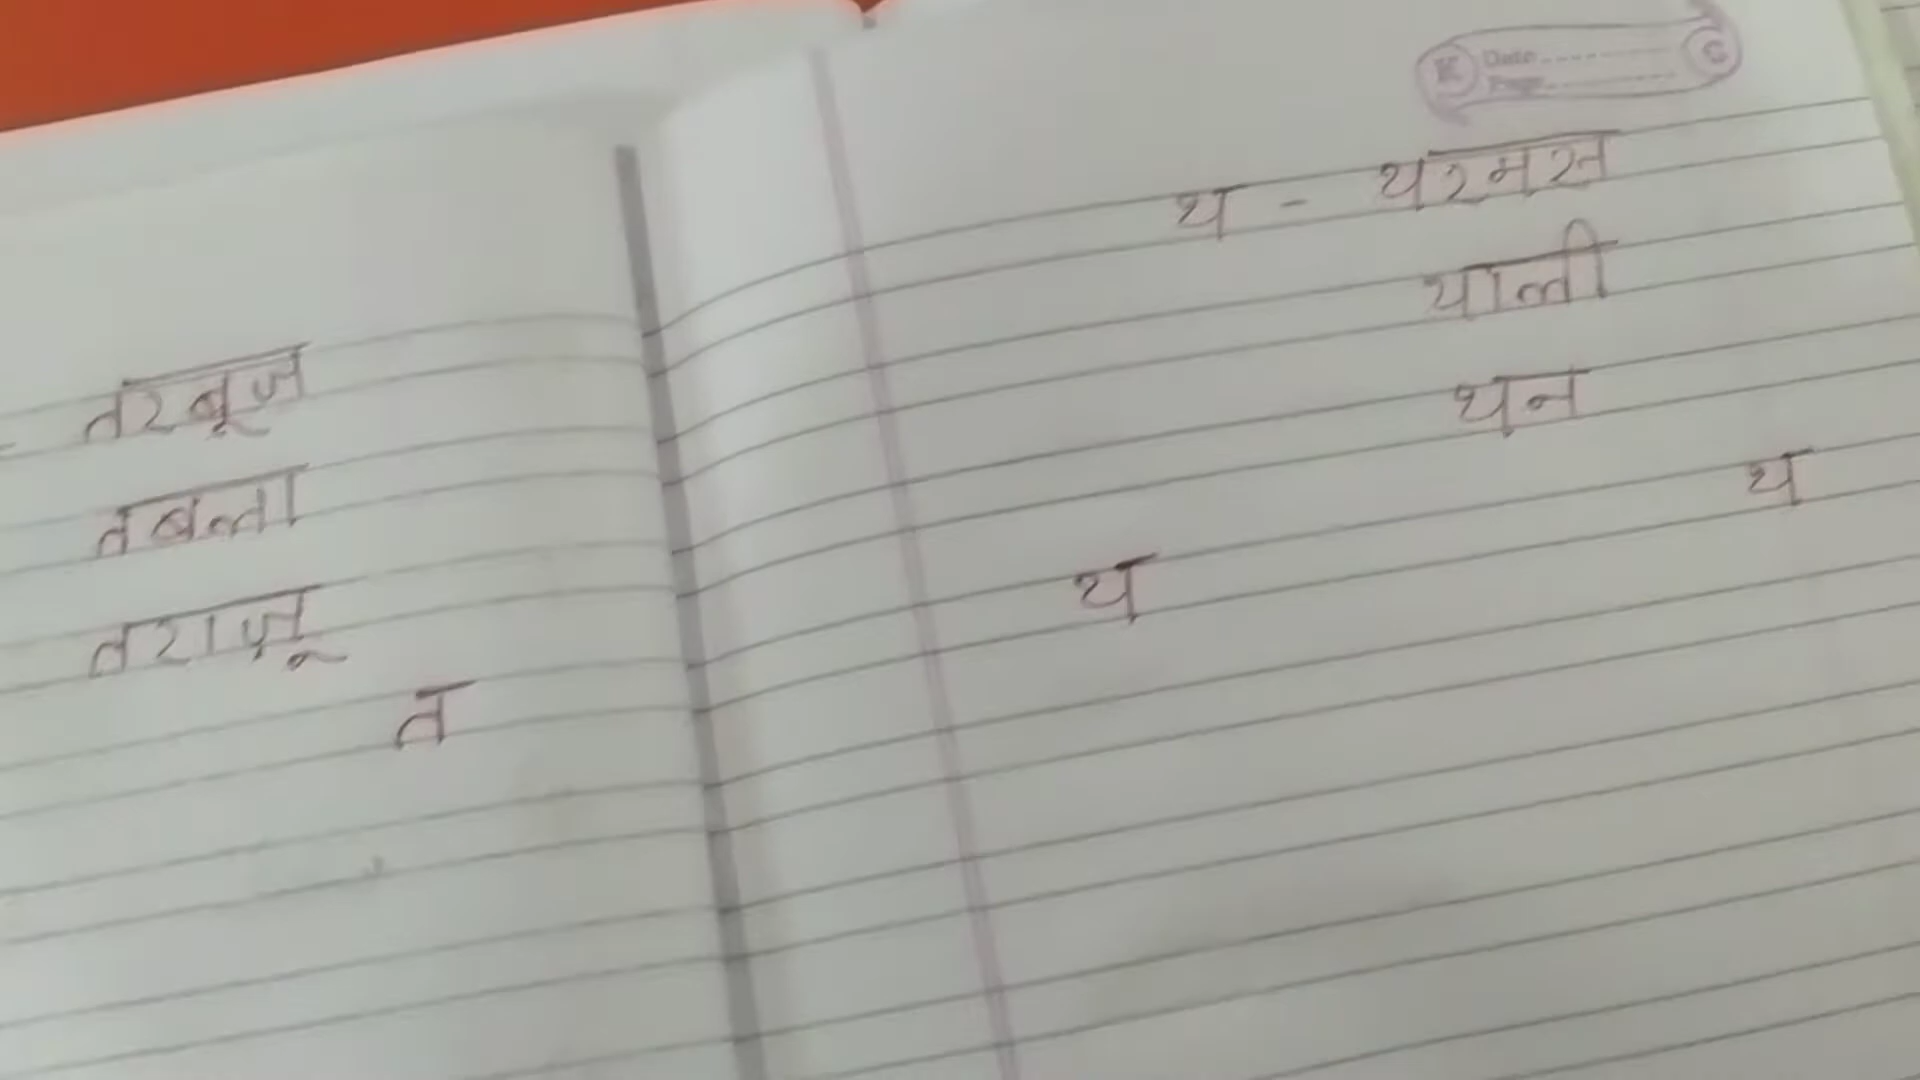 - तरबूज
तबला
तराजू
त
K Date
Page C
थ - थरमस
थाली
थन
थ
थ